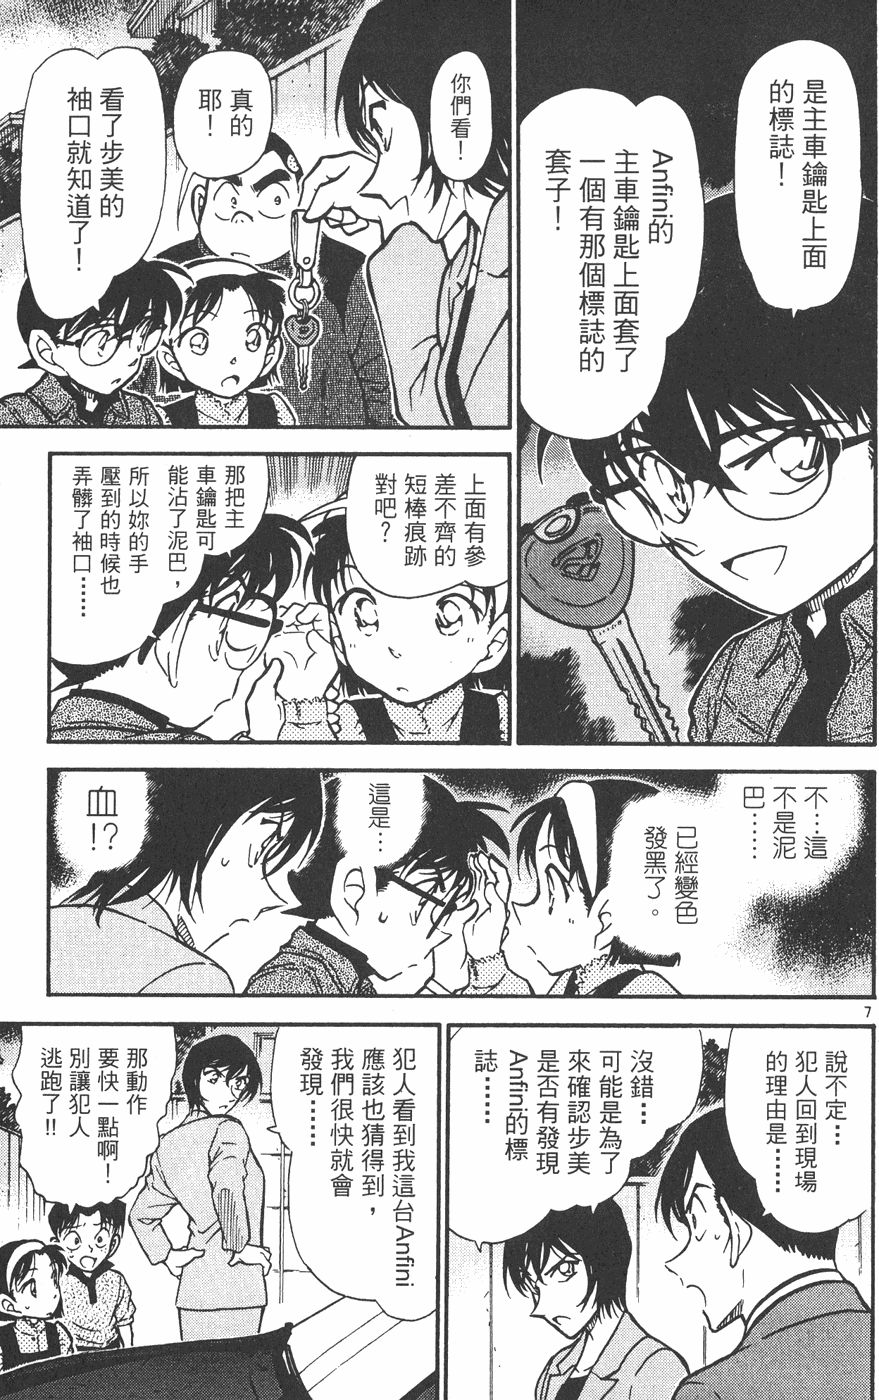 是主車鑰匙上面
的標誌！
Anfini的
主車鑰匙上面套了
一個有那個標誌的
套子！
你們看！
真的
耶！
看了步美的
袖口就知道了！
上面有參
差不齊的
短棒痕跡
對吧？
那把主
車鑰匙可
能沾了泥巴，
所以妳的手
壓到的時候也
弄髒了袖口……
不…這
不是泥
巴……
已經變色
發黑了。
這是…
血!?
7
說不定…
犯人回到現場
的理由是……
沒錯…
可能是為了
來確認步美
是否有發現
Anfini的標
誌……
犯人看到我這台Anfini
應該也猜得到，
我們很快就會
發現……
那動作
要快一點啊！
別讓犯人
逃跑了!!